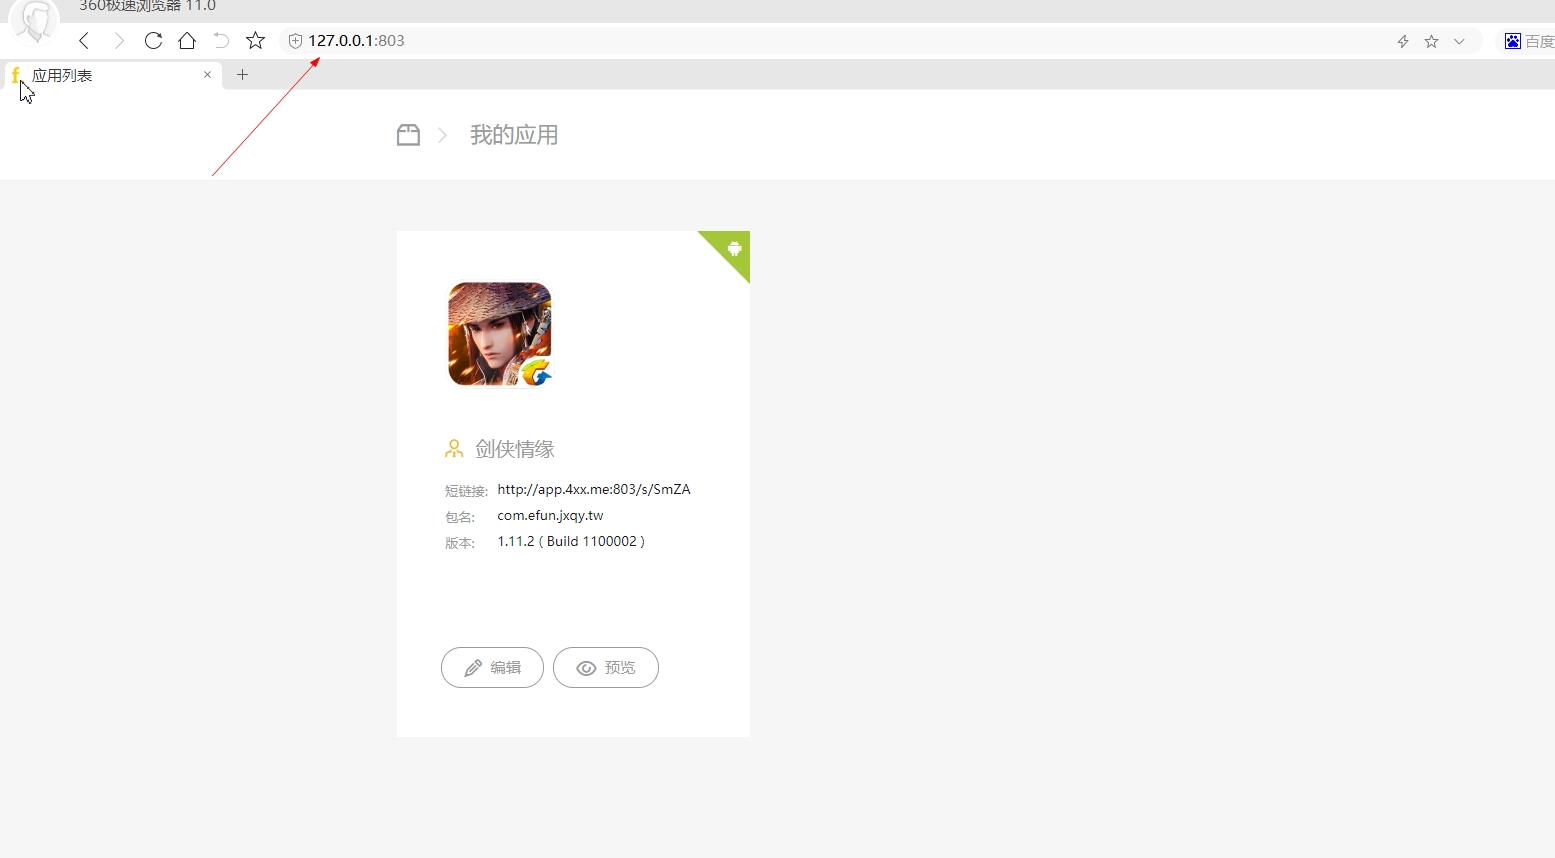 360极速浏览器 11.0
127.0.0.1:803
百度
应用列表
我的应用
剑侠情缘
短链接: http://app.4xx.me:803/s/SmZA
包名: com.efun.jxqy.tw
版本: 1.11.2 ( Build 1100002 )
编辑
预览